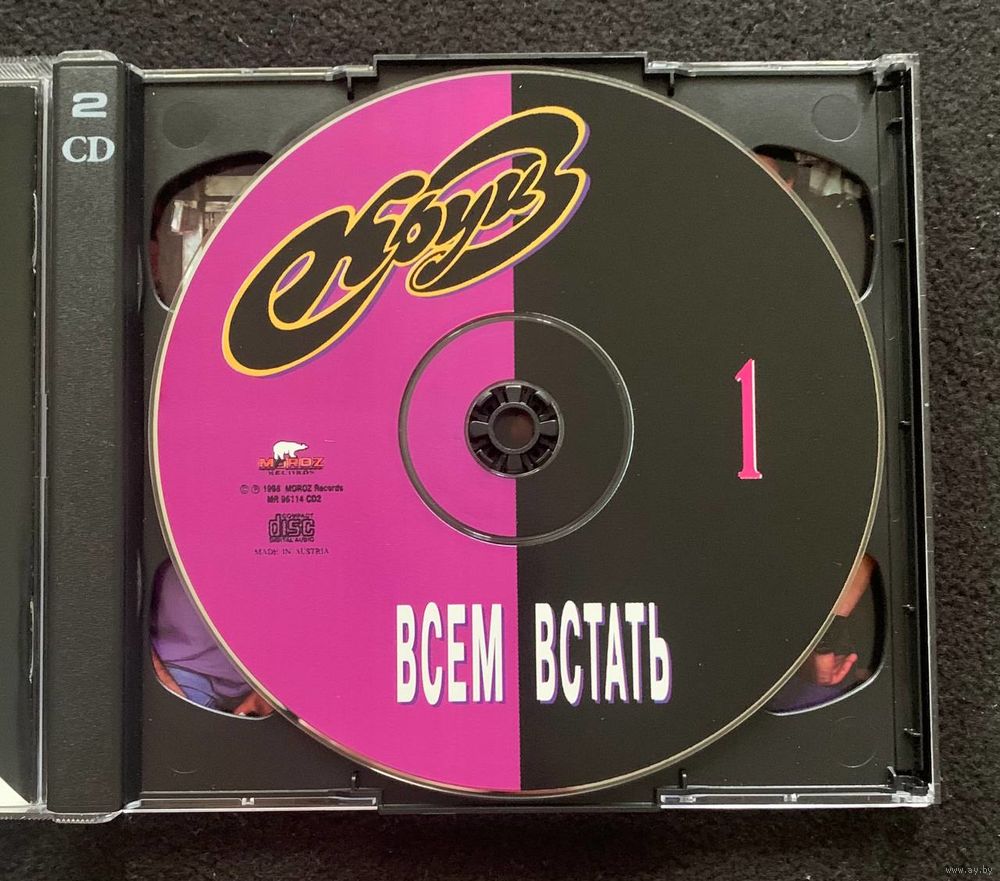 2
CD
Круиз
1
MOROZ
RECORDS
© ℗ 1996 MOROZ Records
MR 96114 CD2
COMPACT
disc
DIGITAL AUDIO
MADE IN AUSTRIA
ВСЕМ ВСТАТЬ
www.ay.by